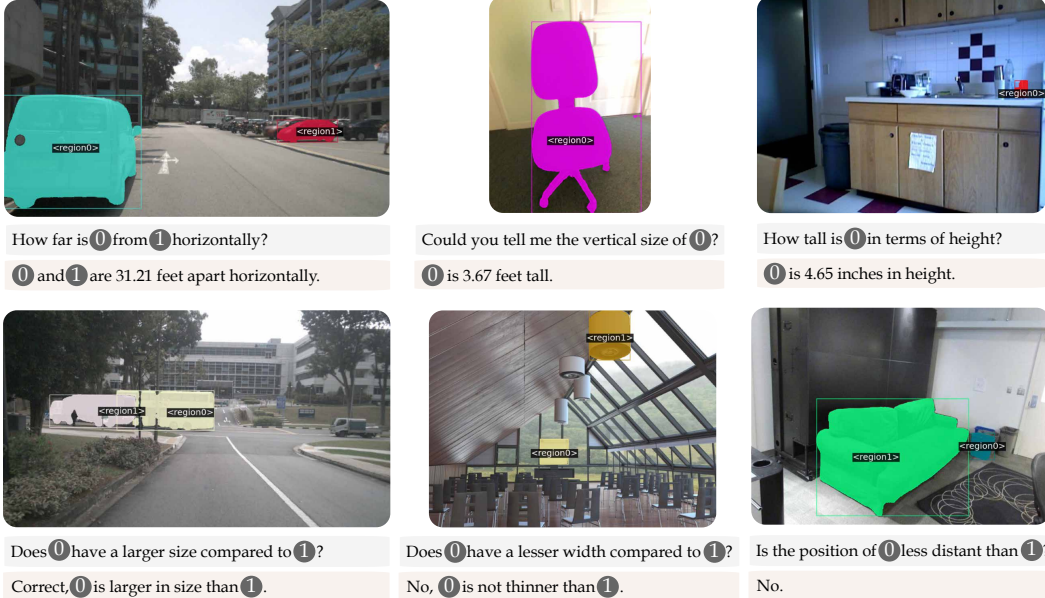 <region0>
<region1>
<region0>
<region0>
How far is 0 from 1 horizontally?
Could you tell me the vertical size of 0?
How tall is 0 in terms of height?
0 and 1 are 31.21 feet apart horizontally.
0 is 3.67 feet tall.
0 is 4.65 inches in height.
<region1>
<region0>
<region1>
<region0>
<region1>
<region0>
Does 0 have a larger size compared to 1?
Does 0 have a lesser width compared to 1?
Is the position of 0 less distant than 1?
Correct, 0 is larger in size than 1.
No, 0 is not thinner than 1.
No.